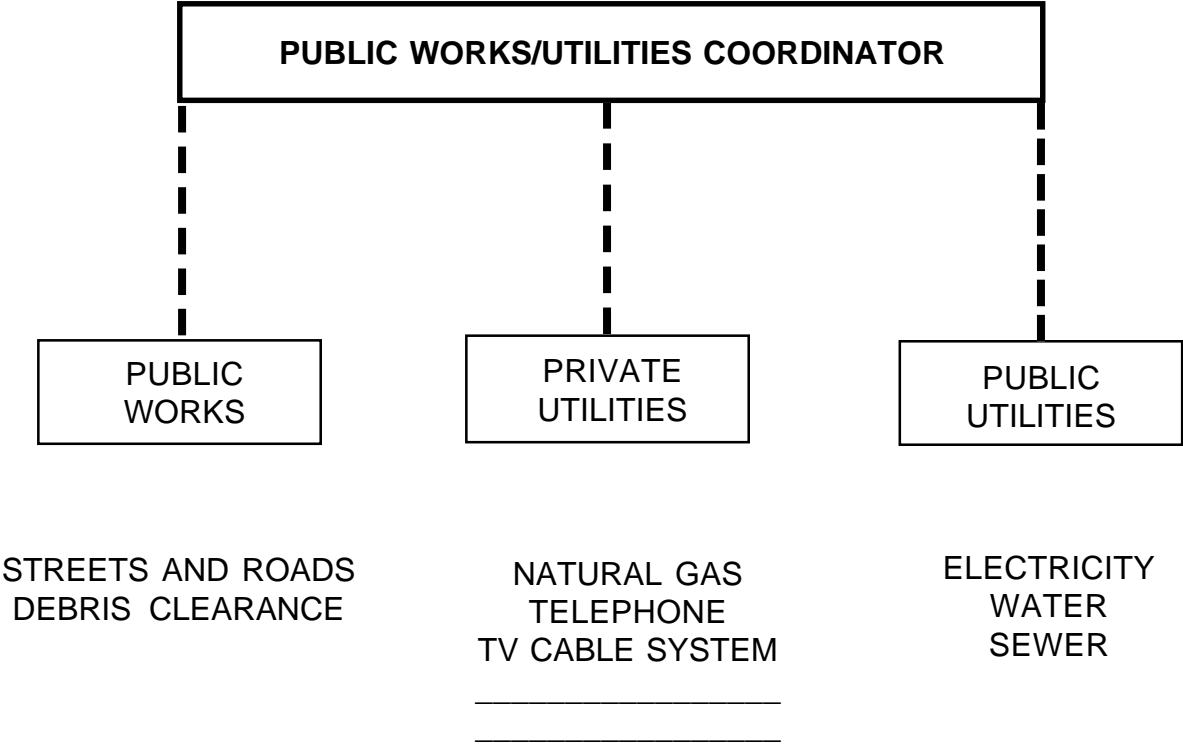 PUBLIC WORKS/UTILITIES COORDINATOR
PUBLIC
WORKS
PRIVATE
UTILITIES
PUBLIC
UTILITIES
STREETS AND ROADS
DEBRIS CLEARANCE
NATURAL GAS
TELEPHONE
TV CABLE SYSTEM
ELECTRICITY
WATER
SEWER